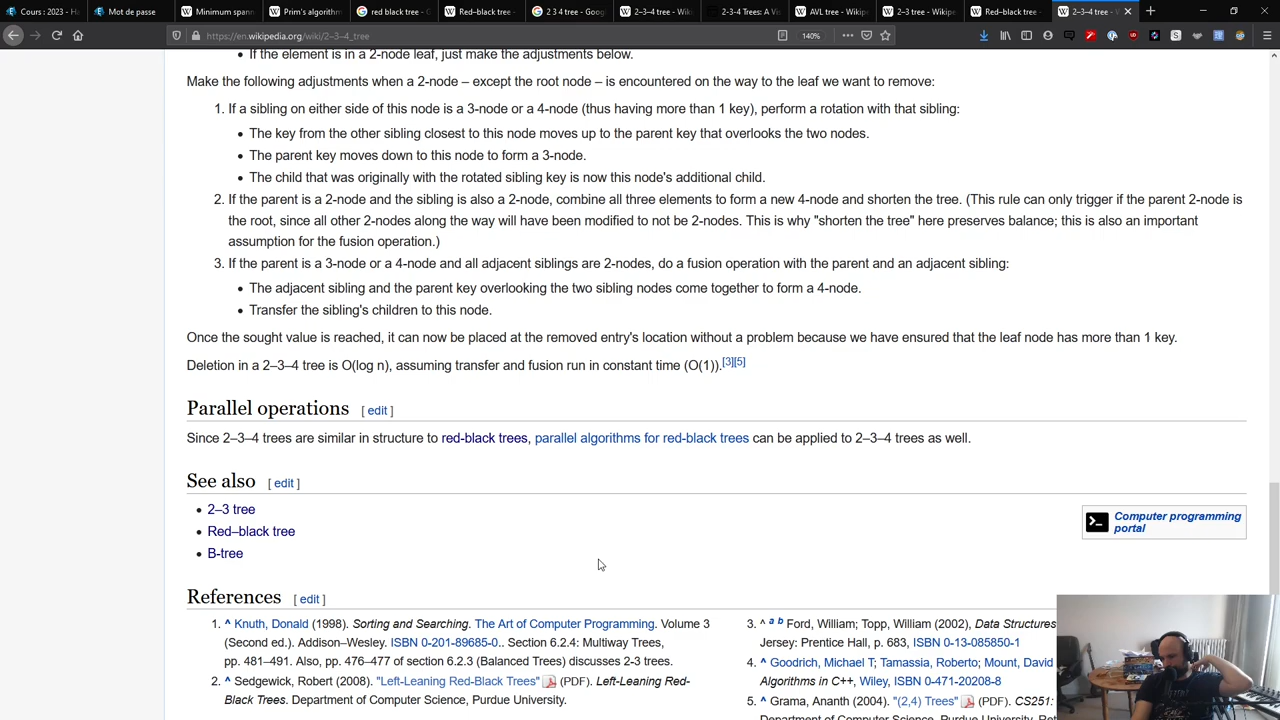 Cours : 2023 - H
Mot de passe
Minimum spann
Prim's algorithm
red black tree - G
Red–black tree -
2 3 4 tree - Goog
2–3–4 tree - Wiki
2-3-4 Trees: A Vis
AVL tree - Wikipe
2–3 tree - Wikipe
Red–black tree -
2–3–4 tree - W
https://en.wikipedia.org/wiki/2–3–4_tree
140%
If the element is in a 2-node leaf, just make the adjustments below.
Make the following adjustments when a 2-node – except the root node – is encountered on the way to the leaf we want to remove:
1. If a sibling on either side of this node is a 3-node or a 4-node (thus having more than 1 key), perform a rotation with that sibling:
The key from the other sibling closest to this node moves up to the parent key that overlooks the two nodes.
The parent key moves down to this node to form a 3-node.
The child that was originally with the rotated sibling key is now this node's additional child.
2. If the parent is a 2-node and the sibling is also a 2-node, combine all three elements to form a new 4-node and shorten the tree. (This rule can only trigger if the parent 2-node is
the root, since all other 2-nodes along the way will have been modified to not be 2-nodes. This is why "shorten the tree" here preserves balance; this is also an important
assumption for the fusion operation.)
3. If the parent is a 3-node or a 4-node and all adjacent siblings are 2-nodes, do a fusion operation with the parent and an adjacent sibling:
The adjacent sibling and the parent key overlooking the two sibling nodes come together to form a 4-node.
Transfer the sibling's children to this node.
Once the sought value is reached, it can now be placed at the removed entry's location without a problem because we have ensured that the leaf node has more than 1 key.
Deletion in a 2–3–4 tree is O(log n), assuming transfer and fusion run in constant time (O(1)).[3][5]
Parallel operations [ edit ]
Since 2–3–4 trees are similar in structure to red-black trees, parallel algorithms for red-black trees can be applied to 2–3–4 trees as well.
See also [ edit ]
2–3 tree
Red–black tree
B-tree
Computer programming
portal
References [ edit ]
1. ^ Knuth, Donald (1998). Sorting and Searching. The Art of Computer Programming. Volume 3
(Second ed.). Addison–Wesley. ISBN 0-201-89685-0.. Section 6.2.4: Multiway Trees,
pp. 481–491. Also, pp. 476–477 of section 6.2.3 (Balanced Trees) discusses 2-3 trees.
2. ^ Sedgewick, Robert (2008). "Left-Leaning Red-Black Trees" (PDF). Left-Leaning Red-
Black Trees. Department of Computer Science, Purdue University.
3. ^ a b Ford, William; Topp, William (2002), Data Structures
Jersey: Prentice Hall, p. 683, ISBN 0-13-085850-1
4. ^ Goodrich, Michael T; Tamassia, Roberto; Mount, David
Algorithms in C++, Wiley, ISBN 0-471-20208-8
5. ^ Grama, Ananth (2004). "(2,4) Trees" (PDF). CS251: